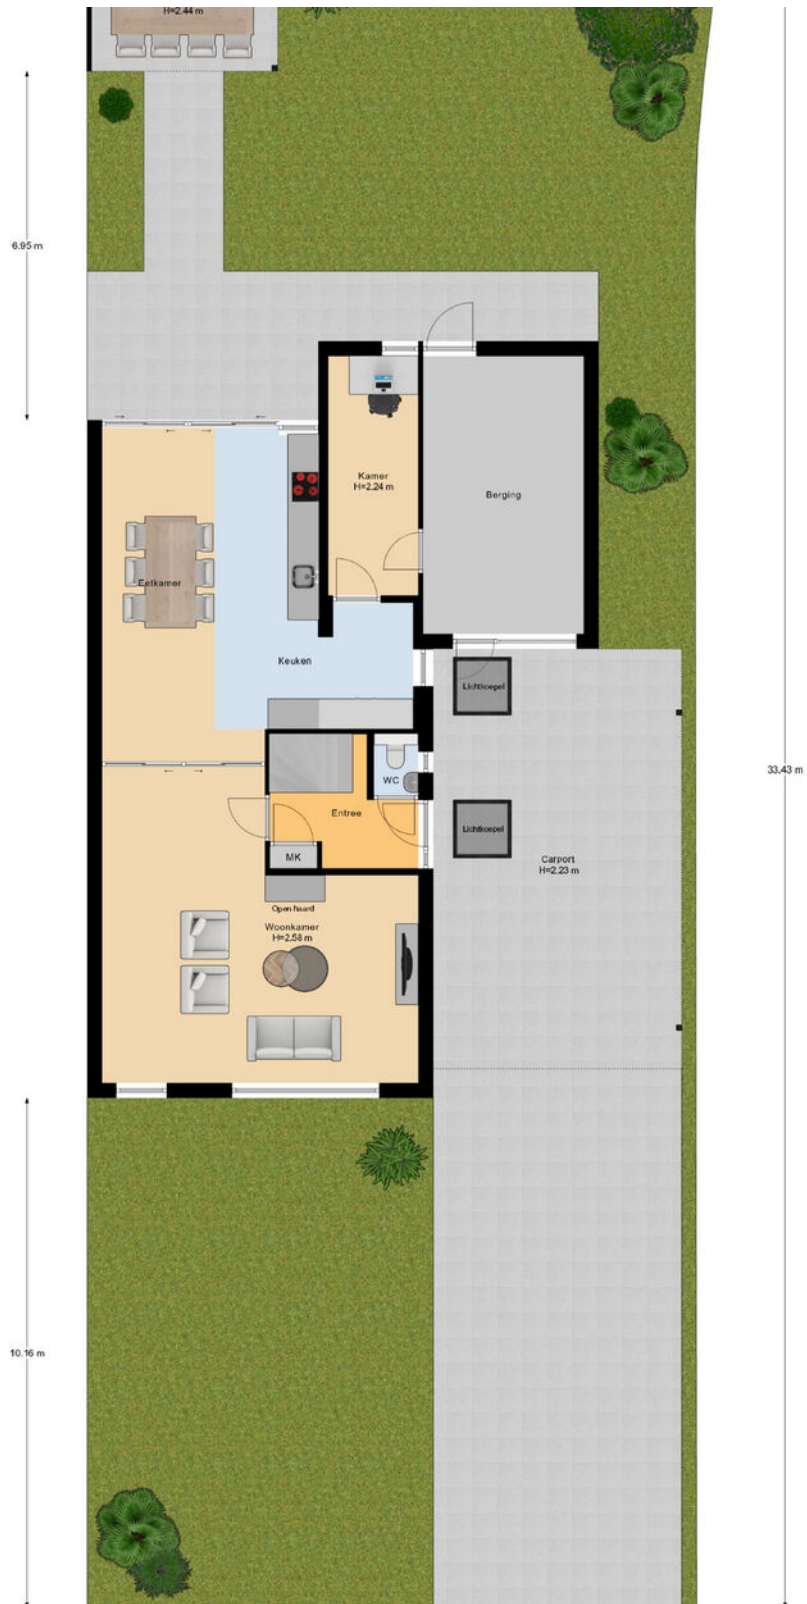 H=2.44 m
6.95 m
Kamer
H=2.24 m
Berging
Eetkamer
Keuken
Lichtkoepel
33.43 m
WC
Entree
Lichtkoepel
MK
Carport
H=2.23 m
Open haard
Woonkamer
H=2.58 m
10.16 m